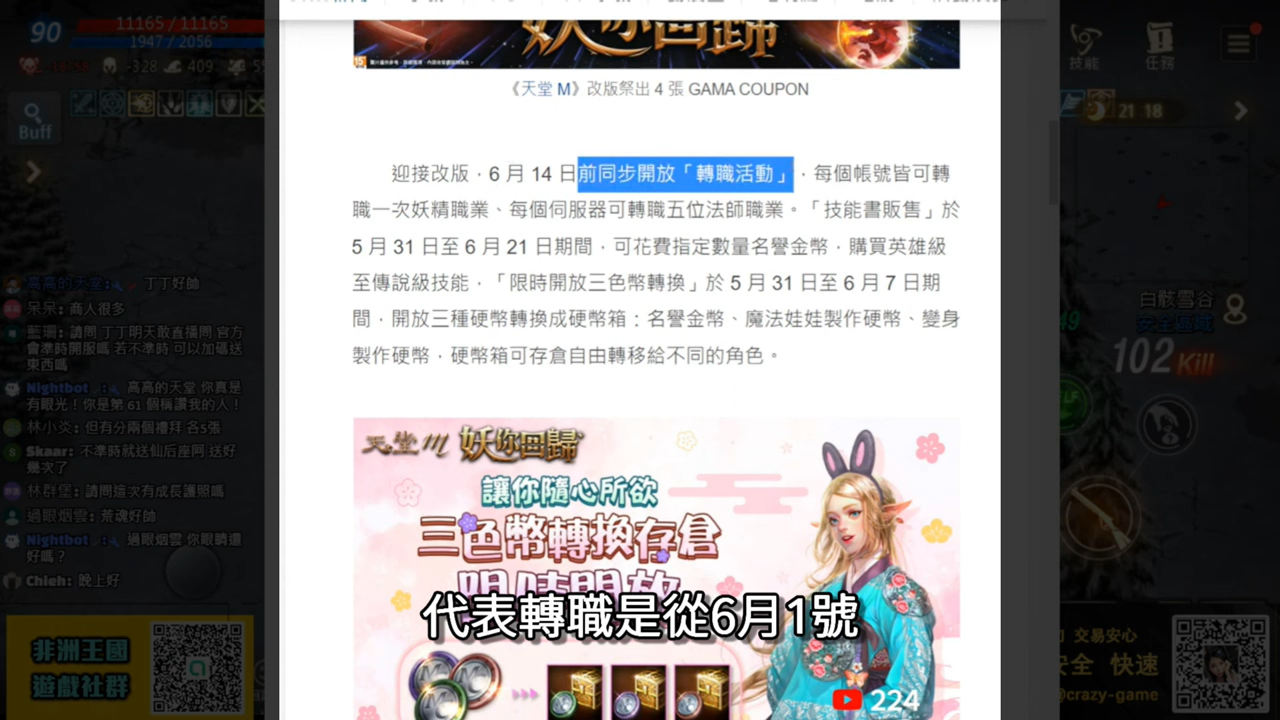 90
11165 / 11165
1947 / 2056
-328
409
Buff
妖你回歸
《天堂 M》改版祭出 4 張 GAMA COUPON
迎接改版，6 月 14 日前同步開放「轉職活動」，每個帳號皆可轉
職一次妖精職業、每個伺服器可轉職五位法師職業。「技能書販售」於
5 月 31 日至 6 月 21 日期間，可花費指定數量名譽金幣，購買英雄級
至傳說級技能，「限時開放三色幣轉換」於 5 月 31 日至 6 月 7 日期
間，開放三種硬幣轉換成硬幣箱：名譽金幣、魔法娃娃製作硬幣、變身
製作硬幣，硬幣箱可存倉自由轉移給不同的角色。
天堂M 妖你回歸
讓你隨心所欲
三色幣轉換存倉
限時開放
代表轉職是從6月1號
224
高高的天堂: 丁丁好帥
呆呆: 商人很多
藍珊: 請問 丁丁明天敢直播問 官方
會準時開服嗎 若不準時 可以加碼送
東西嗎
Nightbot : 高高的天堂 你真是
有眼光！你是第 61 個稱讚我的人！
林小炎: 但有分兩個禮拜 各5張
Skaar: 不準時就送仙后座阿 送好
幾次了
林群堡: 請問這次有成長護照嗎
過眼烟雲: 荒魂好帥
Nightbot : 過眼烟雲 你眼睛還
好嗎？
Chieh: 晚上好
非洲王國
遊戲社群
技能
任務
21 18
白骸雪谷
安全區域
102 Kill
交易安心
安全 快速
@crazy-game